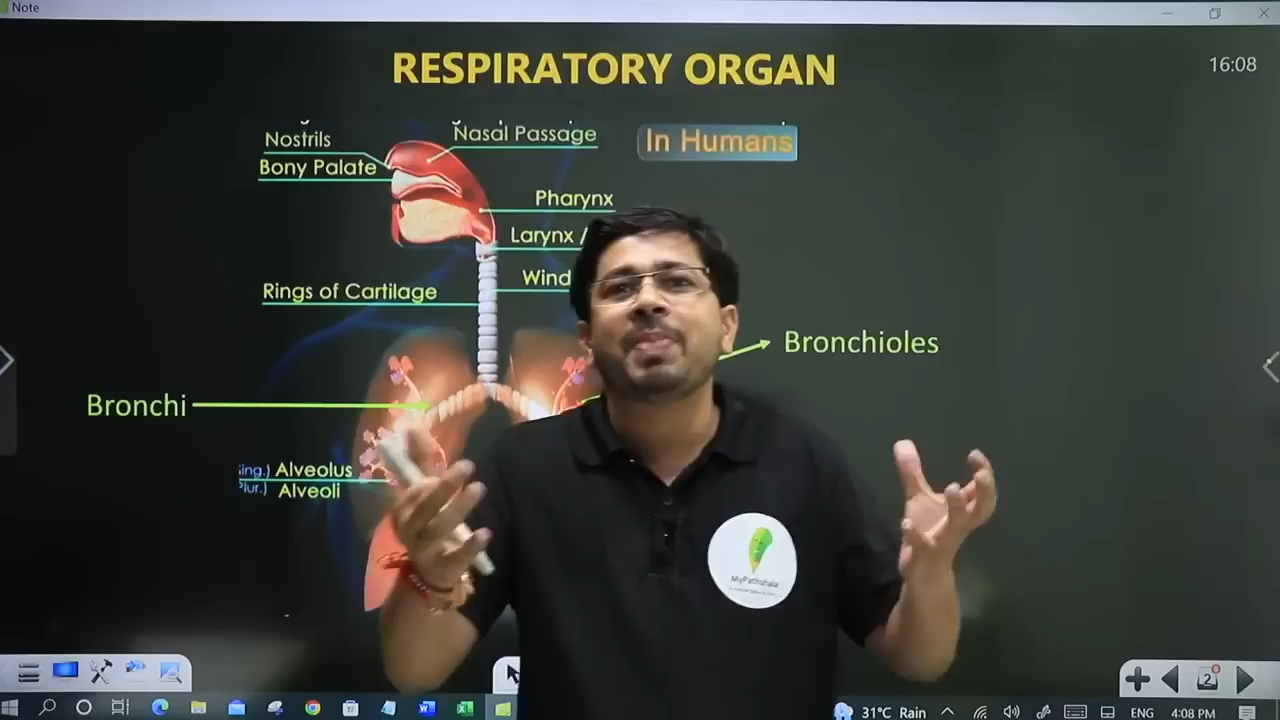 Note
RESPIRATORY ORGAN
16:08
Nostrils
Nasal Passage
In Humans
Bony Palate
Pharynx
Larynx /
Wind
Rings of Cartilage
Bronchioles
Bronchi
Alveolus
Alveoli
MyPathshala
2
31°C Rain
ENG
4:08 PM